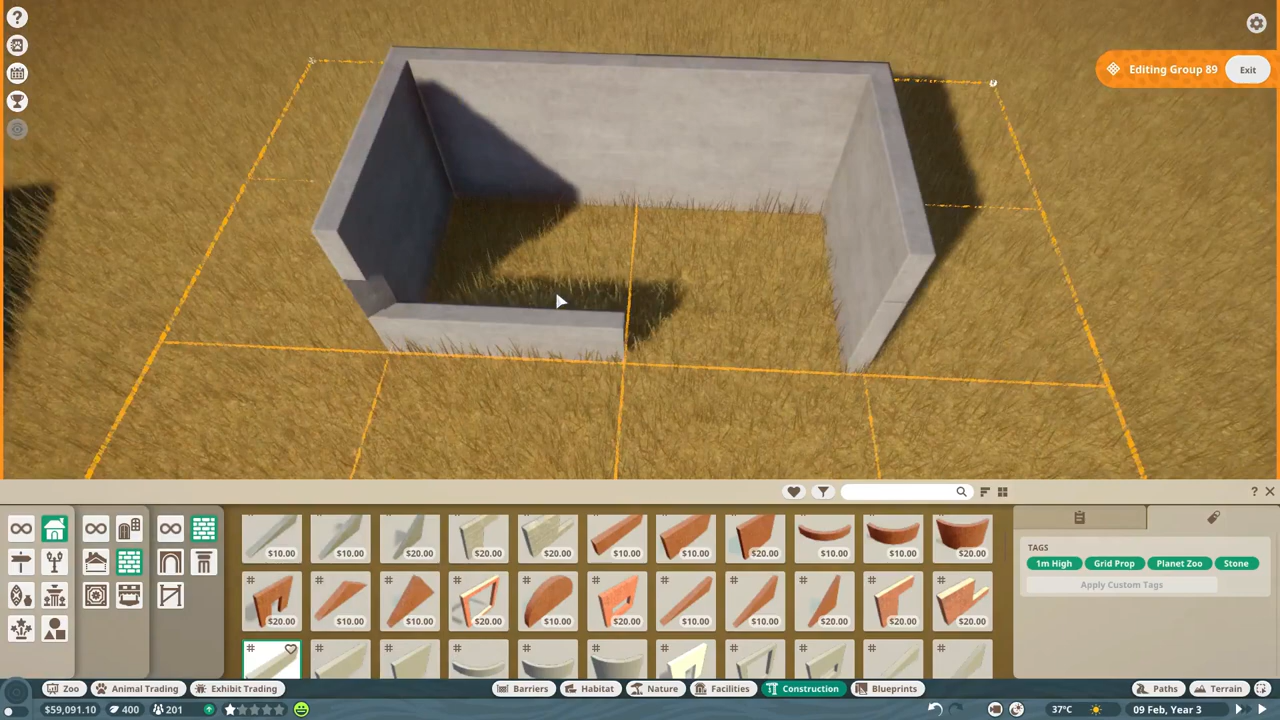 ?
Editing Group 89
Exit
? 
$10.00 $10.00 $20.00 $20.00 $20.00 $10.00 $10.00 $20.00 $10.00 $10.00 $20.00
$20.00 $10.00 $10.00 $20.00 $10.00 $20.00 $10.00 $10.00 $20.00 $20.00 $20.00
TAGS
1m High Grid Prop Planet Zoo Stone
Apply Custom Tags
Zoo Animal Trading Exhibit Trading Barriers Habitat Nature Facilities Construction Blueprints Paths Terrain
$59,091.10 400 201 37°C 09 Feb, Year 3